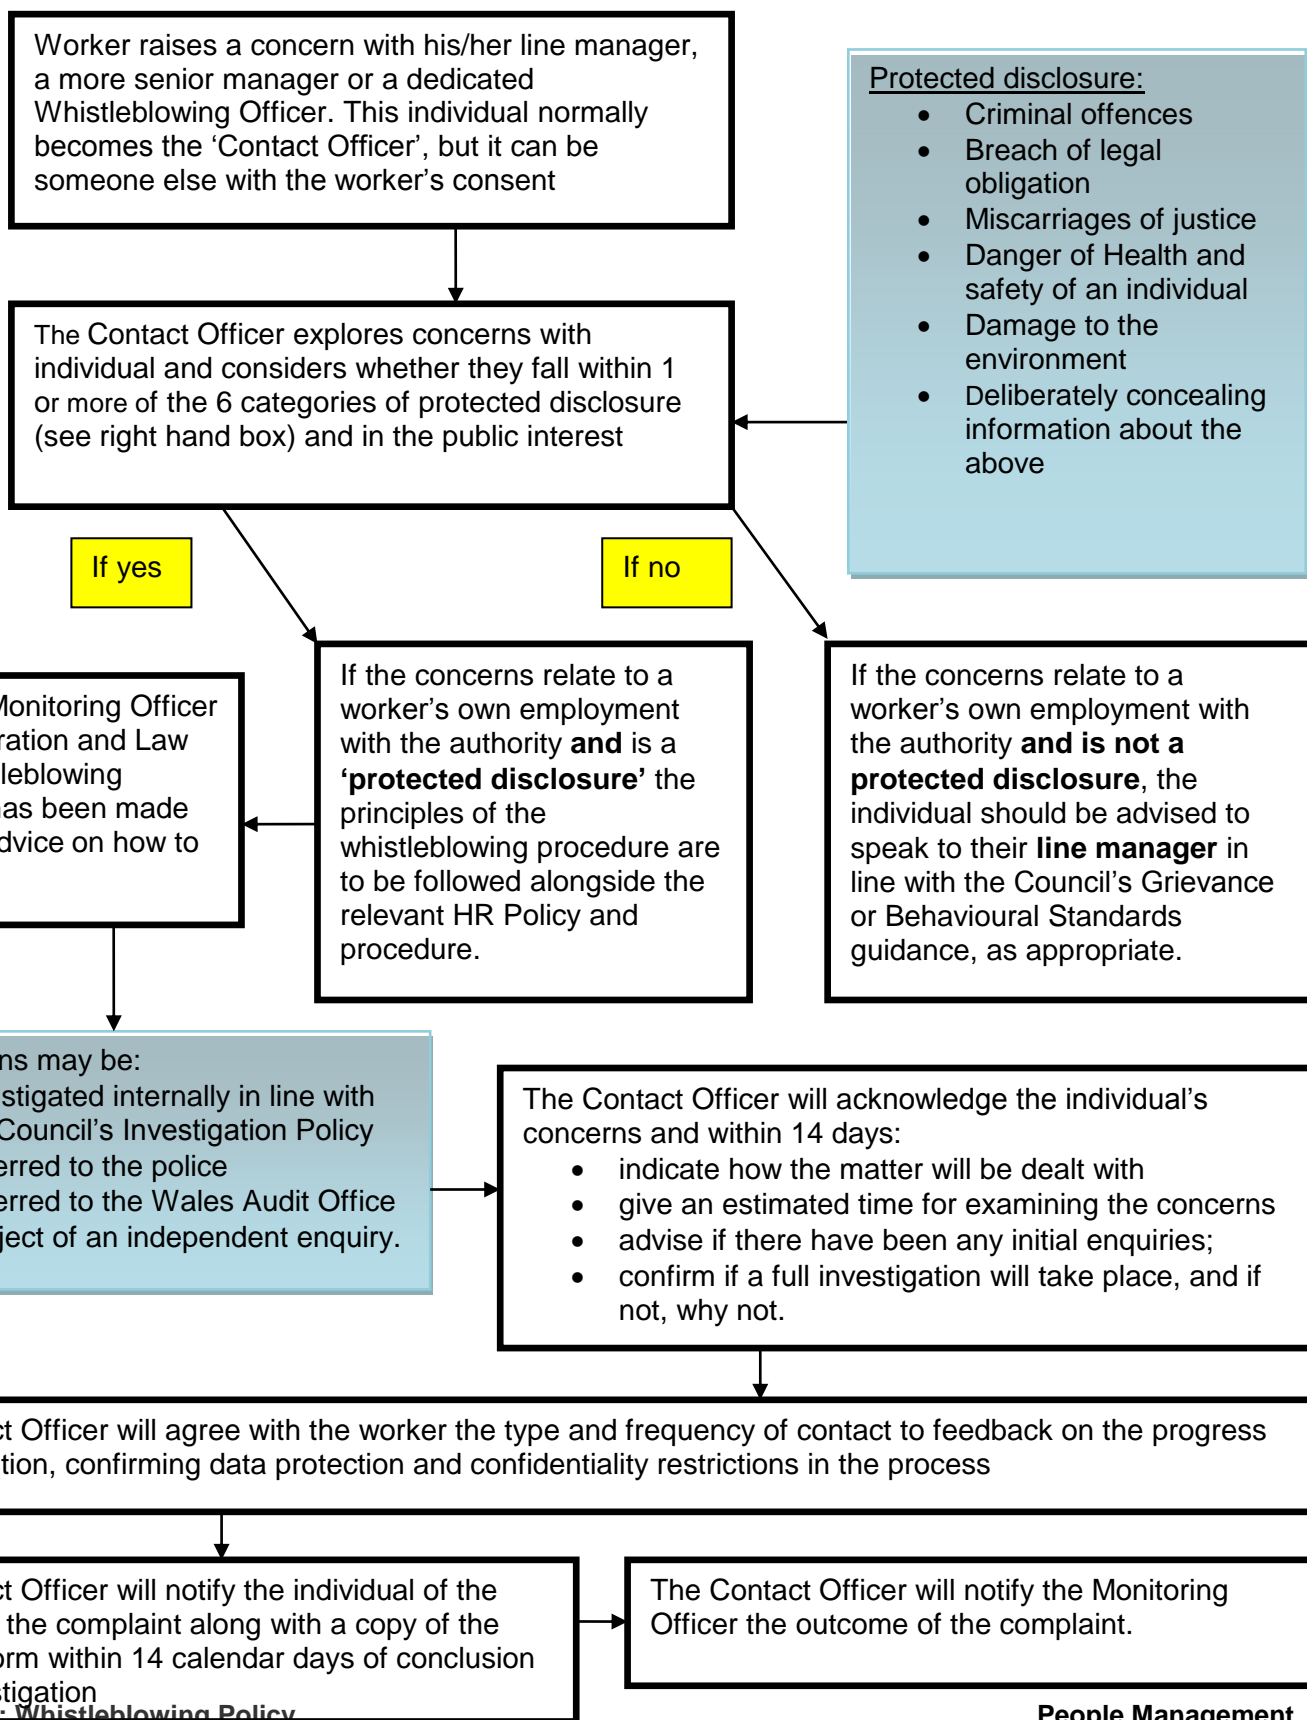 Worker raises a concern with his/her line manager,
a more senior manager or a dedicated
Whistleblowing Officer. This individual normally
becomes the ‘Contact Officer’, but it can be
someone else with the worker’s consent
Protected disclosure:
• Criminal offences
• Breach of legal
obligation
• Miscarriages of justice
• Danger of Health and
safety of an individual
• Damage to the
environment
• Deliberately concealing
information about the
above
The Contact Officer explores concerns with
individual and considers whether they fall within 1
or more of the 6 categories of protected disclosure
(see right hand box) and in the public interest
If yes
If no
Monitoring Officer
ration and Law
leblowing
has been made
dvice on how to
If the concerns relate to a
worker’s own employment
with the authority and is a
‘protected disclosure’ the
principles of the
whistleblowing procedure are
to be followed alongside the
relevant HR Policy and
procedure.
If the concerns relate to a
worker’s own employment with
the authority and is not a
protected disclosure, the
individual should be advised to
speak to their line manager in
line with the Council’s Grievance
or Behavioural Standards
guidance, as appropriate.
ns may be:
stigated internally in line with
Council’s Investigation Policy
erred to the police
erred to the Wales Audit Office
ject of an independent enquiry.
The Contact Officer will acknowledge the individual’s
concerns and within 14 days:
• indicate how the matter will be dealt with
• give an estimated time for examining the concerns
• advise if there have been any initial enquiries;
• confirm if a full investigation will take place, and if
not, why not.
ct Officer will agree with the worker the type and frequency of contact to feedback on the progress
tion, confirming data protection and confidentiality restrictions in the process
ct Officer will notify the individual of the
the complaint along with a copy of the
orm within 14 calendar days of conclusion
stigation
The Contact Officer will notify the Monitoring
Officer the outcome of the complaint.
: Whistleblowing Policy
People Management